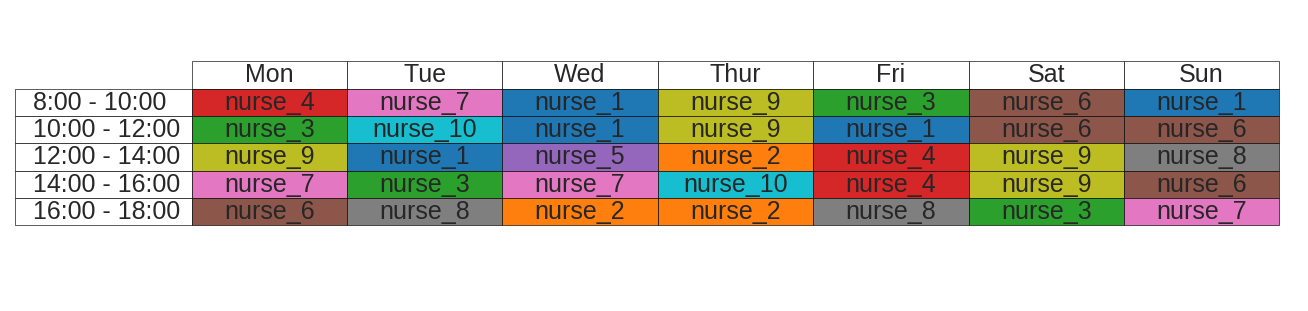 Mon Tue Wed Thur Fri Sat Sun
8:00 - 10:00 nurse_4 nurse_7 nurse_1 nurse_9 nurse_3 nurse_6 nurse_1
10:00 - 12:00 nurse_3 nurse_10 nurse_1 nurse_9 nurse_1 nurse_6 nurse_6
12:00 - 14:00 nurse_9 nurse_1 nurse_5 nurse_2 nurse_4 nurse_9 nurse_8
14:00 - 16:00 nurse_7 nurse_3 nurse_7 nurse_10 nurse_4 nurse_9 nurse_6
16:00 - 18:00 nurse_6 nurse_8 nurse_2 nurse_2 nurse_8 nurse_3 nurse_7